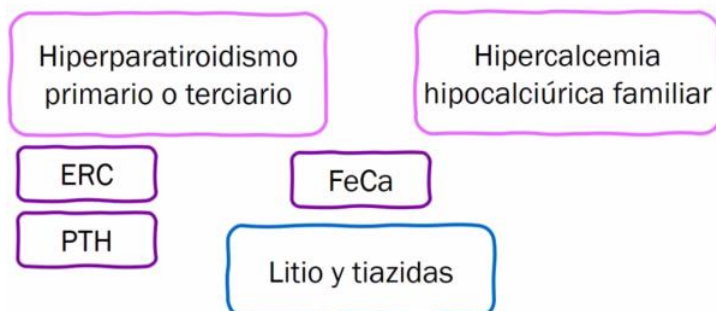 Hiperparatiroidismo
primario o terciario
Hipercalcemia
hipocalciúrica familiar
ERC
FeCa
PTH
Litio y tiazidas